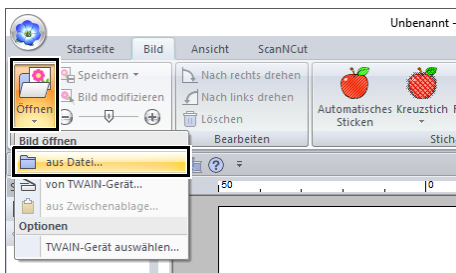 Unbenannt -
Startseite Bild Ansicht ScanNCut
Öffnen
Speichern
Bild modifizieren
Nach rechts drehen
Nach links drehen
Löschen
Bearbeiten
Automatisches Sticken
Kreuzstich
Stich
Bild öffnen
aus Datei...
von TWAIN-Gerät...
aus Zwischenablage...
Optionen
TWAIN-Gerät auswählen...
50 0